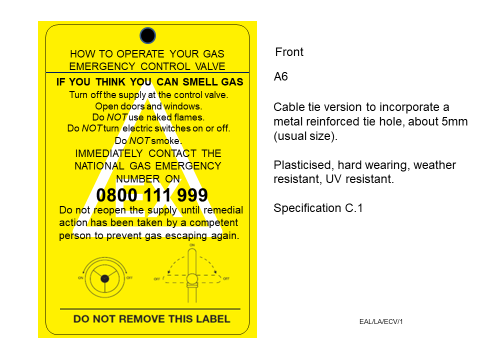 HOW TO OPERATE YOUR GAS
EMERGENCY CONTROL VALVE
IF YOU THINK YOU CAN SMELL GAS
Turn off the supply at the control valve.
Open doors and windows.
Do NOT use naked flames.
Do NOT turn electric switches on or off.
Do NOT smoke.
IMMEDIATELY CONTACT THE
NATIONAL GAS EMERGENCY
NUMBER ON
0800 111 999
Do not reopen the supply until remedial
action has been taken by a competent
person to prevent gas escaping again.
ON
ON OFF
OFF OFF
DO NOT REMOVE THIS LABEL
Front
A6
Cable tie version to incorporate a
metal reinforced tie hole, about 5mm
(usual size).
Plasticised, hard wearing, weather
resistant, UV resistant.
Specification C.1
EAL/LA/ECV/1